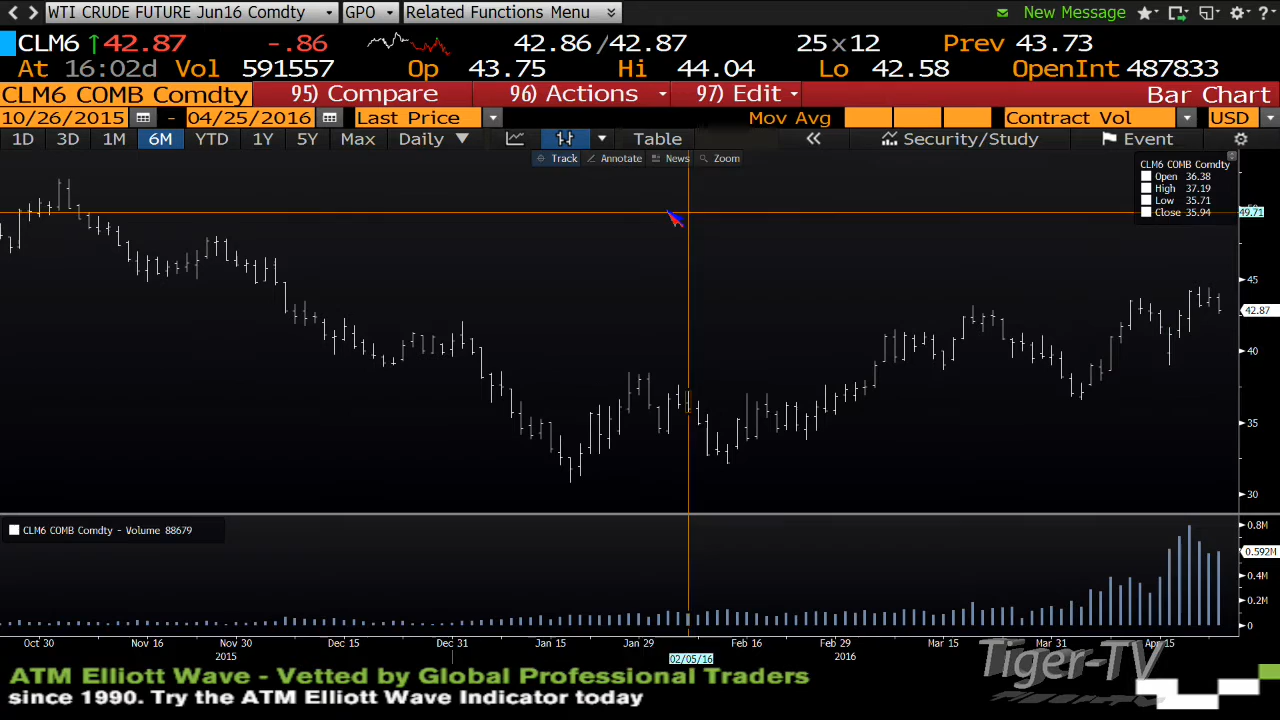 WTI CRUDE FUTURE Jun16 Comdty GPO Related Functions Menu New Message
CLM6 ↑42.87 -.86 42.86/42.87 25x12 Prev 43.73
At 16:02d Vol 591557 Op 43.75 Hi 44.04 Lo 42.58 OpenInt 487833
CLM6 COMB Comdty 95) Compare 96) Actions 97) Edit Bar Chart
10/26/2015 - 04/25/2016 Last Price Mov Avg Contract Vol USD
1D 3D 1M 6M YTD 1Y 5Y Max Daily Table Security/Study Event
Track Annotate News Zoom
CLM6 COMB Comdty
Open 36.38
High 37.19
Low 35.71
Close 35.94
49.71
45
42.87
40
35
30
CLM6 COMB Comdty - Volume 88679
0.8M
0.592M
0.4M
0.2M
0
Oct 30 Nov 16 Nov 30 Dec 15 Dec 31 Jan 15 Jan 29 Feb 16 Feb 29 Mar 15 Mar 31 Apr 15
2015 02/05/16 2016
Tiger-TV
ATM Elliott Wave - Vetted by Global Professional Traders
since 1990. Try the ATM Elliott Wave Indicator today